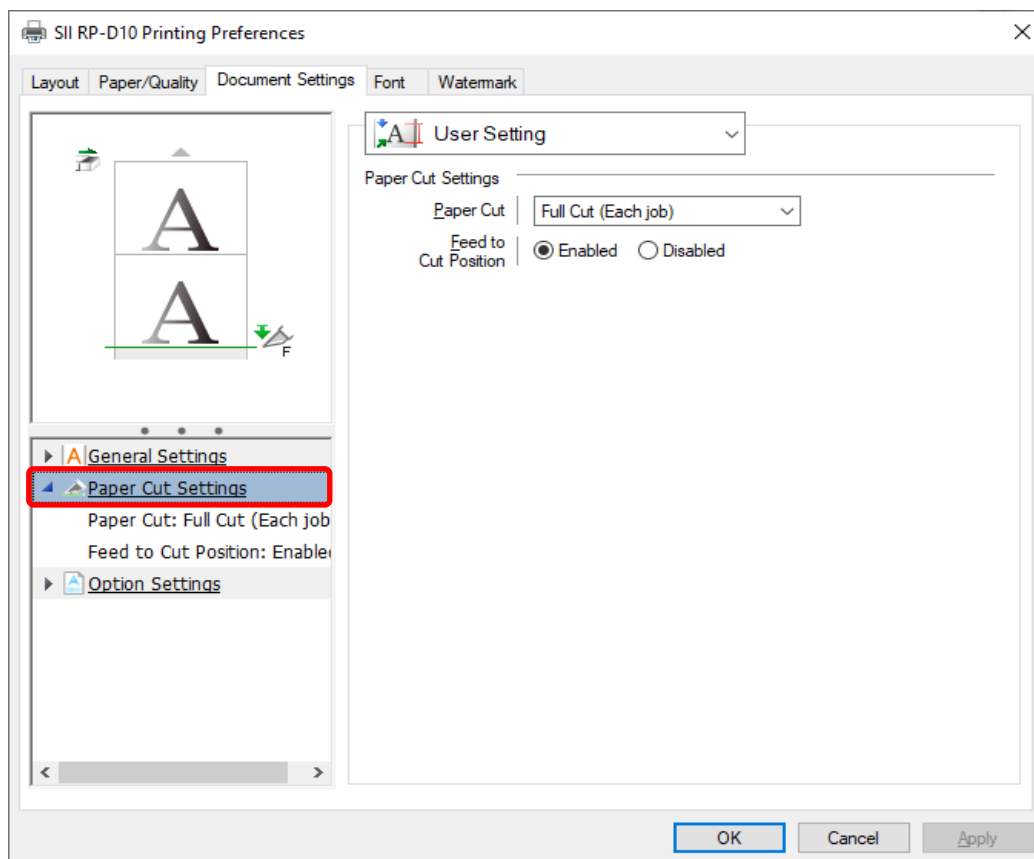 SII RP-D10 Printing Preferences
Layout Paper/Quality Document Settings Font Watermark
A
A
F
User Setting
Paper Cut Settings
Paper Cut Full Cut (Each job)
Feed to
Cut Position
Enabled Disabled
General Settings
Paper Cut Settings
Paper Cut: Full Cut (Each job
Feed to Cut Position: Enable
Option Settings
OK Cancel Apply